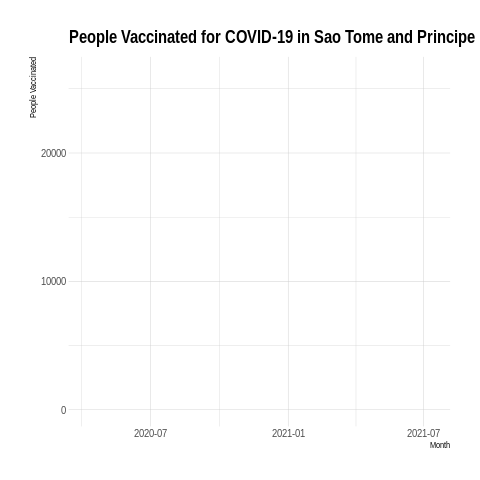 People Vaccinated for COVID-19 in Sao Tome and Principe
People Vaccinated
20000
10000
0
2020-07 2021-01 2021-07
Month